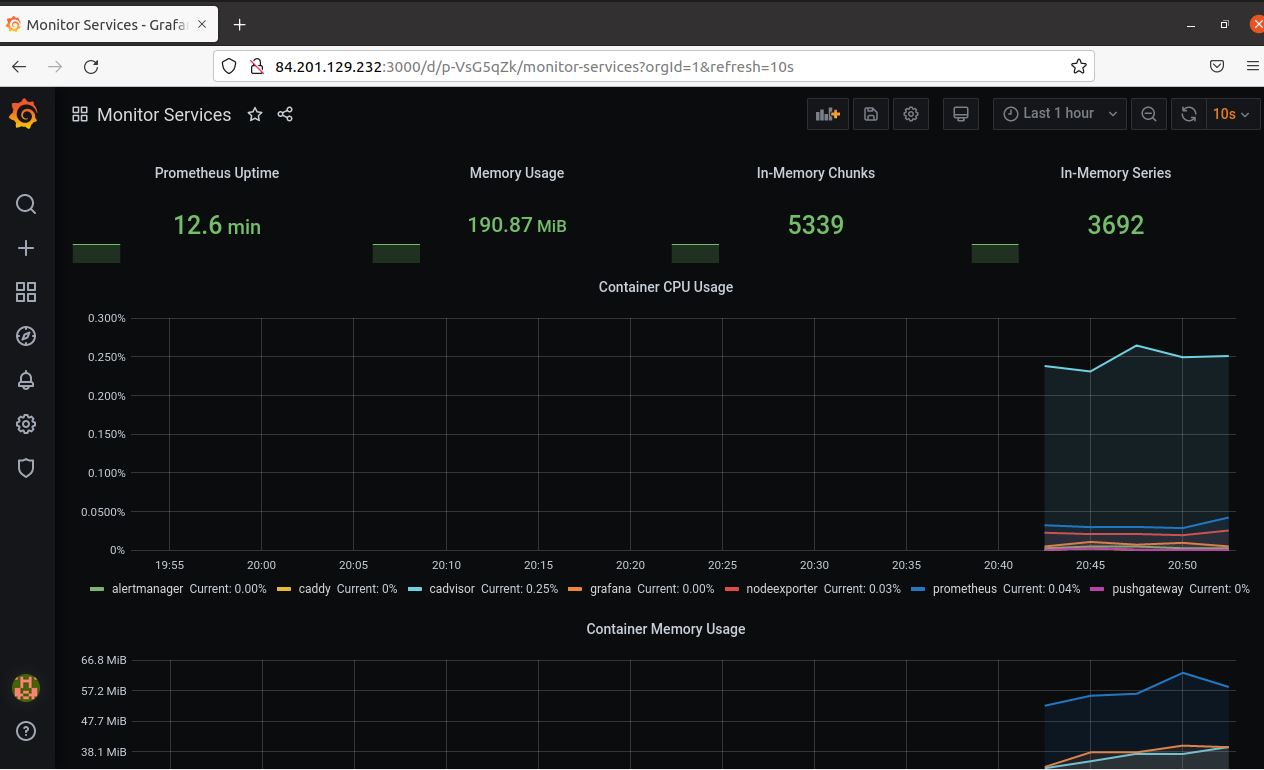 Monitor Services - Grafa
84.201.129.232:3000/d/p-VsG5qZk/monitor-services?orgId=1&refresh=10s
Monitor Services
Last 1 hour
10s
Prometheus Uptime
Memory Usage
In-Memory Chunks
In-Memory Series
12.6 min
190.87 MiB
5339
3692
Container CPU Usage
0.300%
0.250%
0.200%
0.150%
0.100%
0.0500%
0%
19:55 20:00 20:05 20:10 20:15 20:20 20:25 20:30 20:35 20:40 20:45 20:50
alertmanager Current: 0.00% caddy Current: 0% cadvisor Current: 0.25% grafana Current: 0.00% nodeexporter Current: 0.03% prometheus Current: 0.04% pushgateway Current: 0%
Container Memory Usage
66.8 MiB
57.2 MiB
47.7 MiB
38.1 MiB